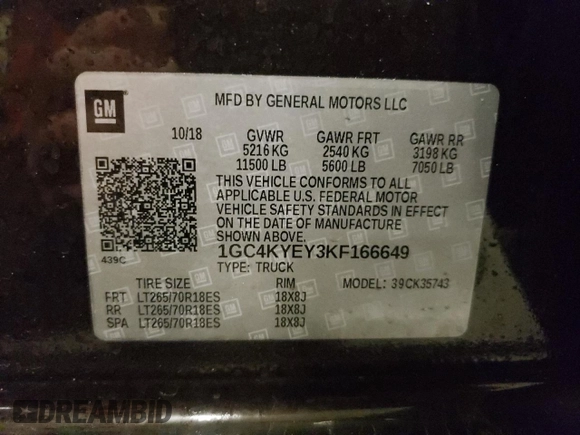 GM
MFD BY GENERAL MOTORS LLC
10/18 GVWR GAWR FRT GAWR RR
5216 KG 2540 KG 3198 KG
11500 LB 5600 LB 7050 LB
THIS VEHICLE CONFORMS TO ALL
APPLICABLE U.S. FEDERAL MOTOR
VEHICLE SAFETY STANDARDS IN EFFECT
ON THE DATE OF MANUFACTURE
SHOWN ABOVE.
439C
1GC4KYEY3KF166649
TYPE: TRUCK
TIRE SIZE RIM MODEL: 39CK35743
FRT LT265/70R18ES 18X8J
RR LT265/70R18ES 18X8J
SPA LT265/70R18ES 18X8J
DREAMBID